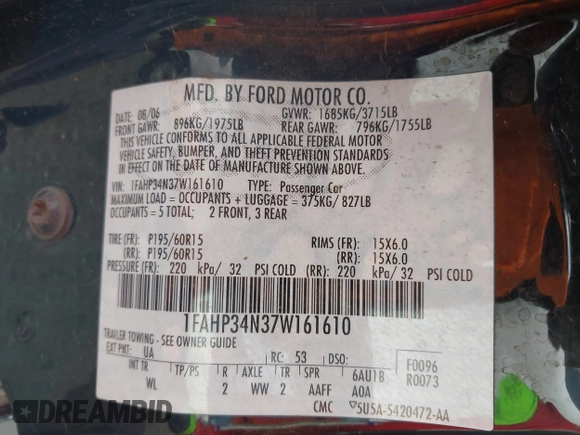 MFD. BY FORD MOTOR CO.
DATE: 08/06 GVWR: 1685KG/3715LB
FRONT GAWR: 896KG/1975LB REAR GAWR: 796KG/1755LB
THIS VEHICLE CONFORMS TO ALL APPLICABLE FEDERAL MOTOR
VEHICLE SAFETY, BUMPER, AND THEFT PREVENTION STANDARDS
IN EFFECT ON THE DATE OF MANUFACTURE SHOWN ABOVE.
VIN: 1FAHP34N37W161610 TYPE: Passenger Car
MAXIMUM LOAD = OCCUPANTS + LUGGAGE = 375KG/ 827LB
OCCUPANTS = 5 TOTAL; 2 FRONT, 3 REAR
TIRE (FR): P195/60R15 RIMS (FR): 15X6.0
(RR): P195/60R15 (RR): 15X6.0
PRESSURE (FR): 220 kPa/ 32 PSI COLD (RR): 220 kPa/ 32 PSI COLD
1FAHP34N37W161610
TRAILER TOWING - SEE OWNER GUIDE
EXT PNT: UA RC: 53 DSO: F0096
INT TR TP/PS R AXLE TR SPR 6AU1B R0073
WL 2 WW 2 AAFF A0A
CMC 5U5A-5420472-AA
DREAMBID